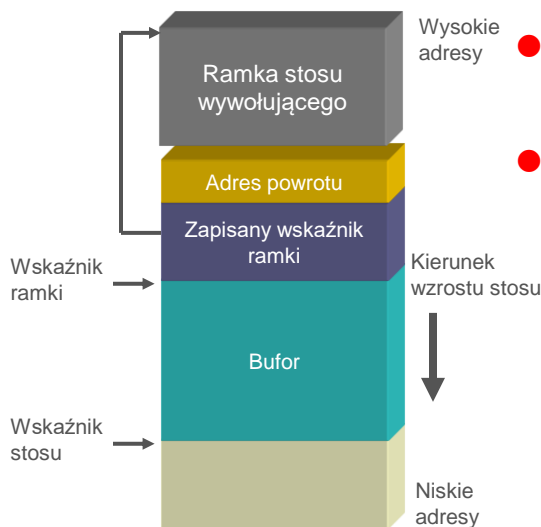 Wysokie
adresy
Ramka stosu
wywołującego
Adres powrotu
Zapisany wskaźnik
ramki
Wskaźnik
ramki
Kierunek
wzrostu stosu
Bufor
Wskaźnik
stosu
Niskie
adresy